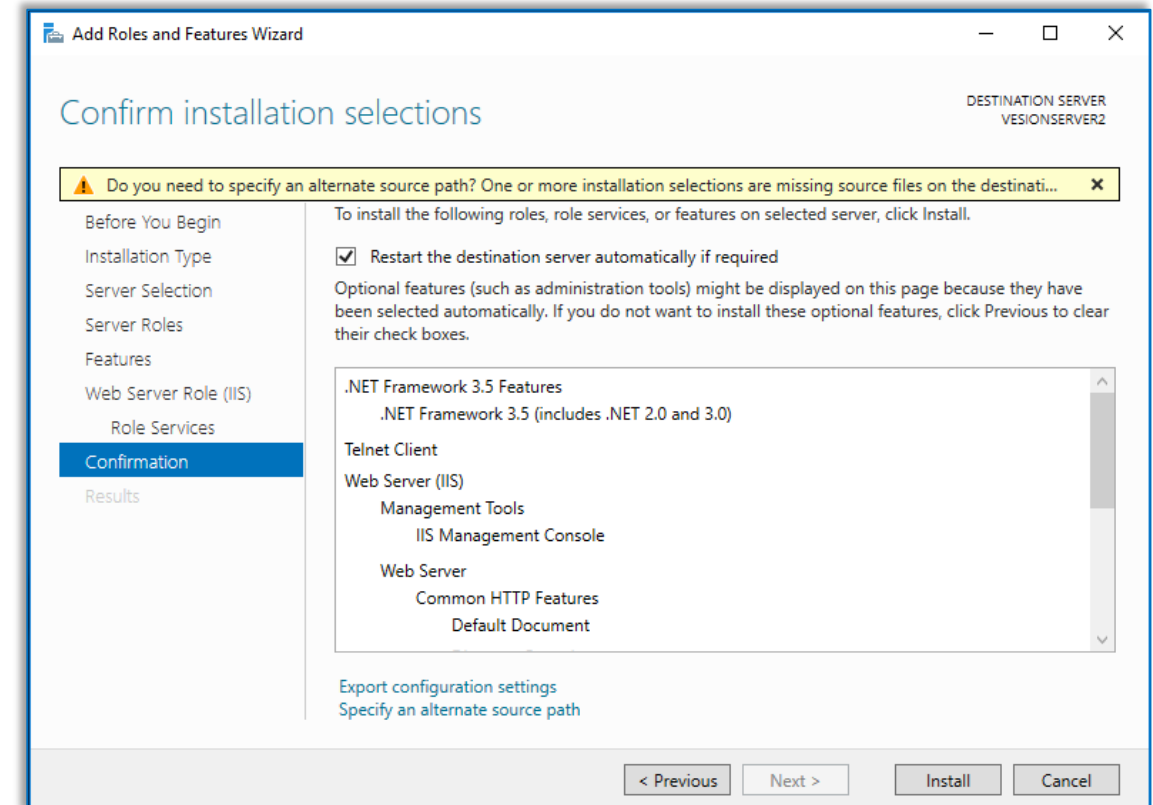 Add Roles and Features Wizard
Confirm installation selections
DESTINATION SERVER
VESIONSERVER2
Do you need to specify an alternate source path? One or more installation selections are missing source files on the destinati...
Before You Begin
Installation Type
Server Selection
Server Roles
Features
Web Server Role (IIS)
Role Services
Confirmation
Results
To install the following roles, role services, or features on selected server, click Install.
Restart the destination server automatically if required
Optional features (such as administration tools) might be displayed on this page because they have
been selected automatically. If you do not want to install these optional features, click Previous to clear
their check boxes.
.NET Framework 3.5 Features
.NET Framework 3.5 (includes .NET 2.0 and 3.0)
Telnet Client
Web Server (IIS)
Management Tools
IIS Management Console
Web Server
Common HTTP Features
Default Document
Export configuration settings
Specify an alternate source path
< Previous
Next >
Install
Cancel